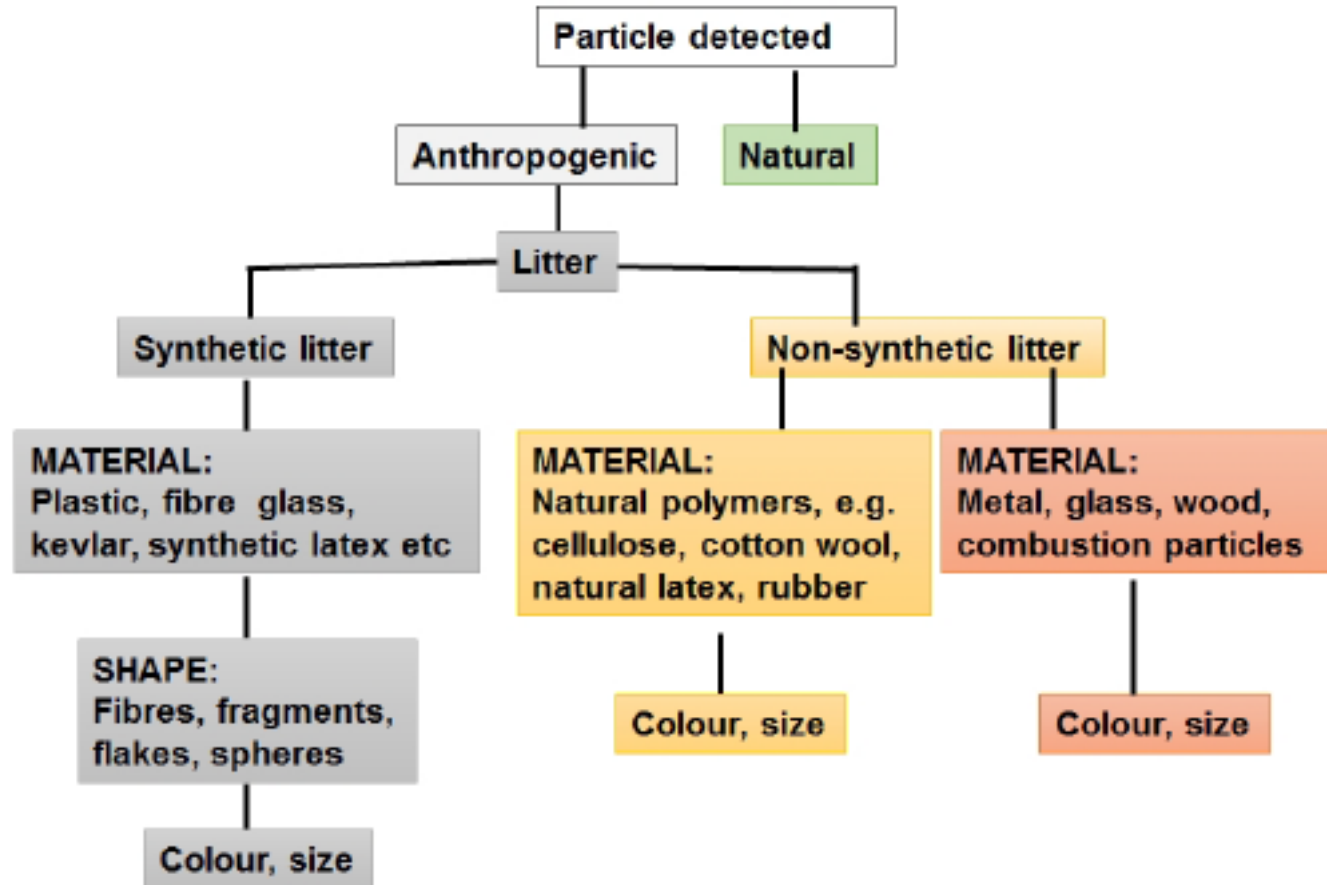 Particle detected
Anthropogenic
Natural
Litter
Synthetic litter
Non-synthetic litter
MATERIAL:
Plastic, fibre glass,
kevlar, synthetic latex etc
MATERIAL:
Natural polymers, e.g.
cellulose, cotton wool,
natural latex, rubber
MATERIAL:
Metal, glass, wood,
combustion particles
SHAPE:
Fibres, fragments,
flakes, spheres
Colour, size
Colour, size
Colour, size